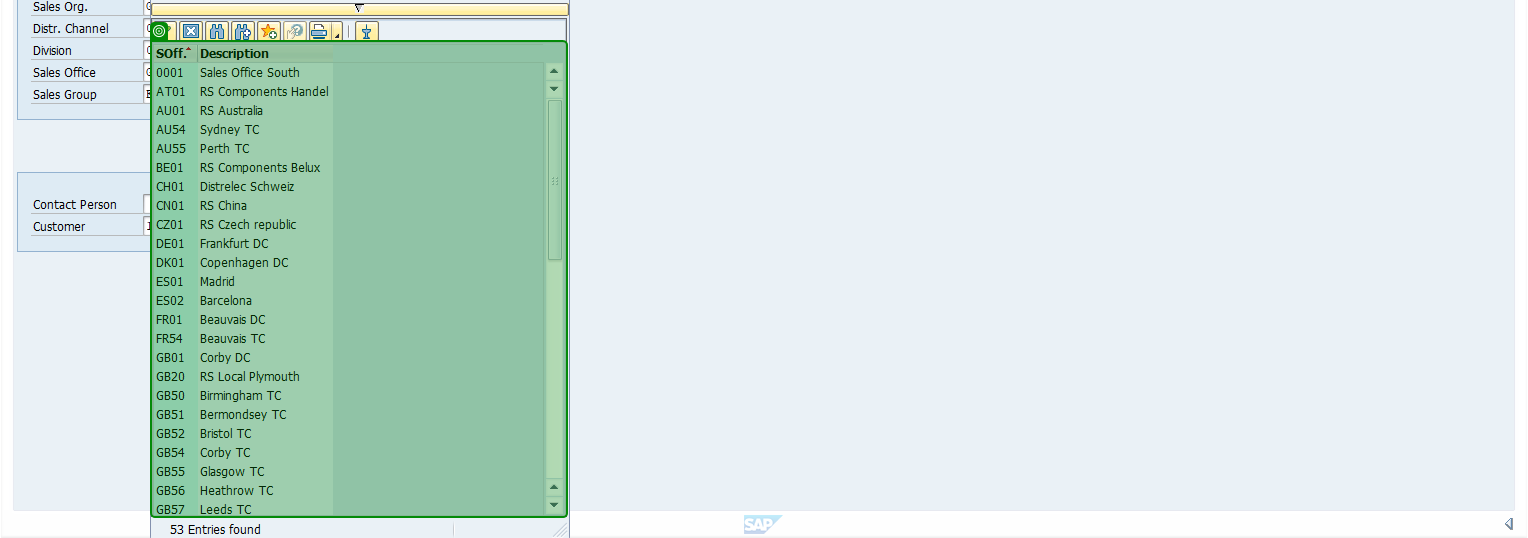 Sales Org.
Distr. Channel
Division
Sales Office
Sales Group
Contact Person
Customer
SOff. Description
0001 Sales Office South
AT01 RS Components Handel
AU01 RS Australia
AU54 Sydney TC
AU55 Perth TC
BE01 RS Components Belux
CH01 Distrelec Schweiz
CN01 RS China
CZ01 RS Czech republic
DE01 Frankfurt DC
DK01 Copenhagen DC
ES01 Madrid
ES02 Barcelona
FR01 Beauvais DC
FR54 Beauvais TC
GB01 Corby DC
GB20 RS Local Plymouth
GB50 Birmingham TC
GB51 Bermondsey TC
GB52 Bristol TC
GB54 Corby TC
GB55 Glasgow TC
GB56 Heathrow TC
GB57 Leeds TC
53 Entries found
SAP